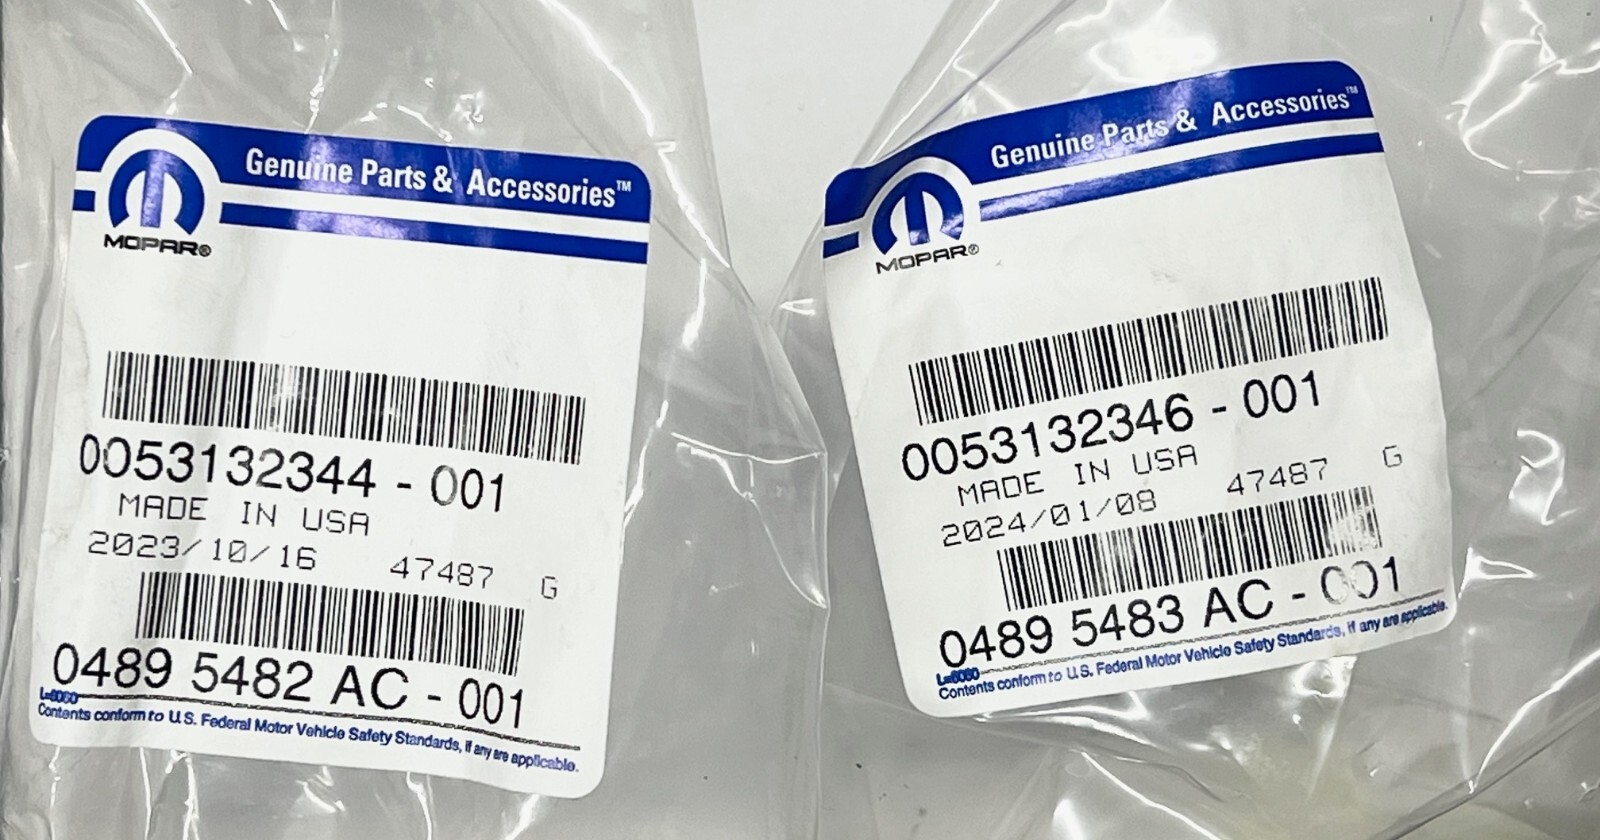 Genuine Parts & Accessories™
MOPAR®
0053132344 - 001
MADE IN USA
2023/10/16 47487 G
0489 5482 AC - 001
L-6060
Contents conform to U.S. Federal Motor Vehicle Safety Standards, if any are applicable.
Genuine Parts & Accessories™
MOPAR®
0053132346 - 001
MADE IN USA
2024/01/08 47487 G
0489 5483 AC - 001
L-6060
Contents conform to U.S. Federal Motor Vehicle Safety Standards, if any are applicable.